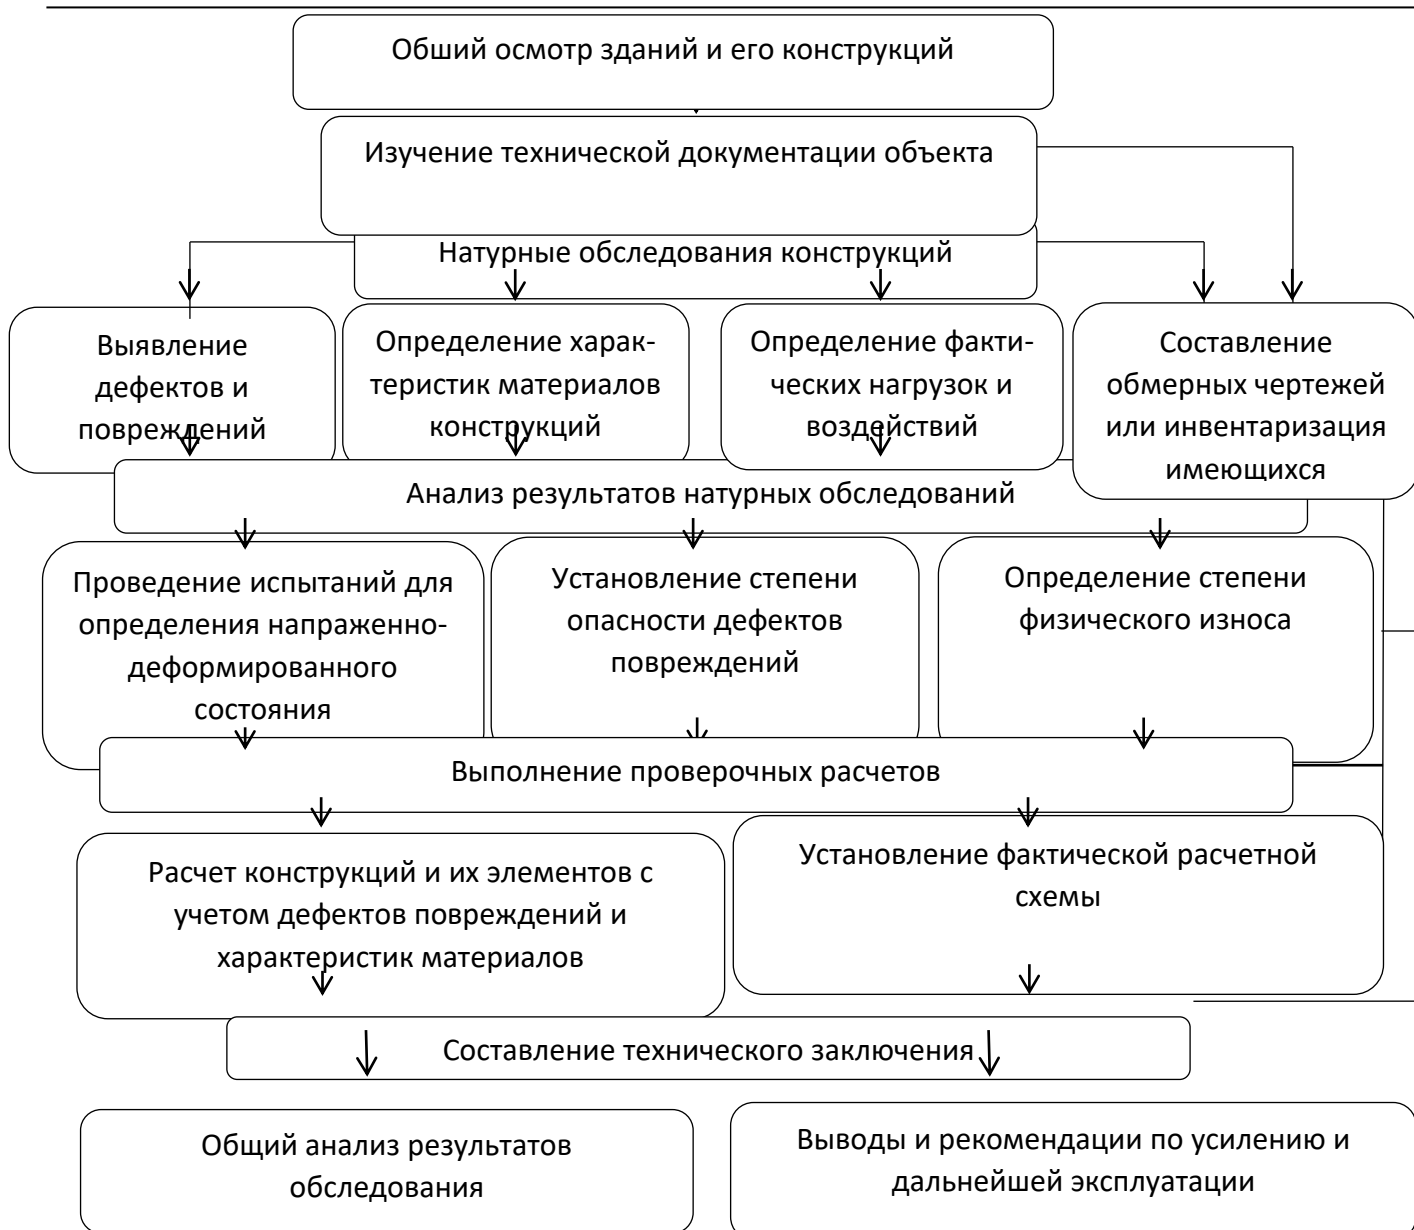 Обший осмотр зданий и его конструкций
Изучение технической документации объекта
Натурные обследования конструкций
Выявление
дефектов и
повреждений
Определение харак-
теристик материалов
конструкций
Определение факти-
ческих нагрузок и
воздействий
Составление
обмерных чертежей
или инвентаризация
имеющихся
Анализ результатов натурных обследований
Проведение испытаний для
определения напраженно-
деформированного
состояния
Установление степени
опасности дефектов
повреждений
Определение степени
физического износа
Выполнение проверочных расчетов
Расчет конструкций и их элементов с
учетом дефектов повреждений и
характеристик материалов
Установление фактической расчетной
схемы
Составление технического заключения
Общий анализ результатов
обследования
Выводы и рекомендации по усилению и
дальнейшей эксплуатации